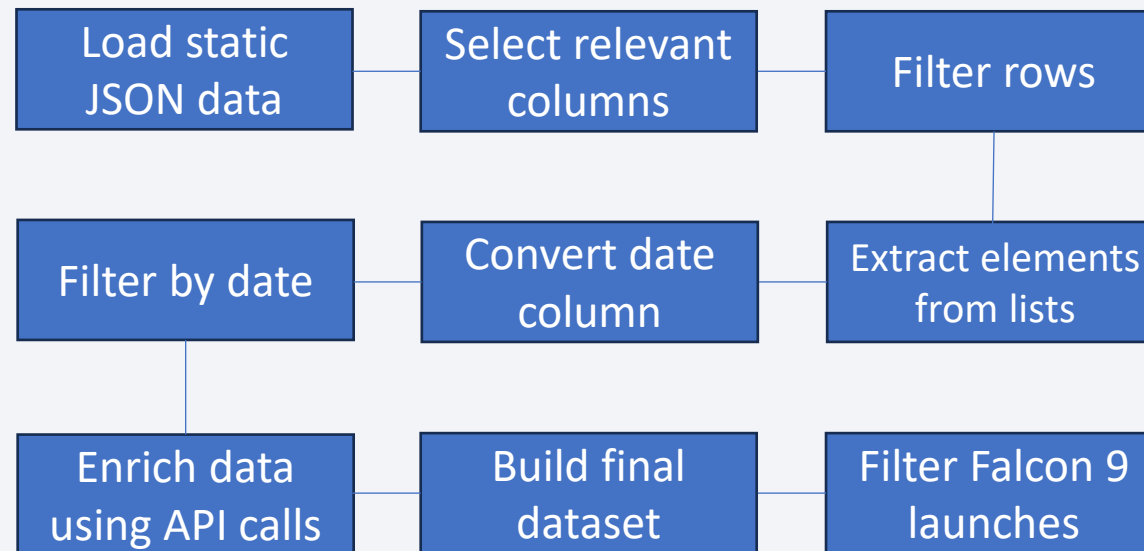 Load static
JSON data
Select relevant
columns
Filter rows
Filter by date
Convert date
column
Extract elements
from lists
Enrich data
using API calls
Build final
dataset
Filter Falcon 9
launches